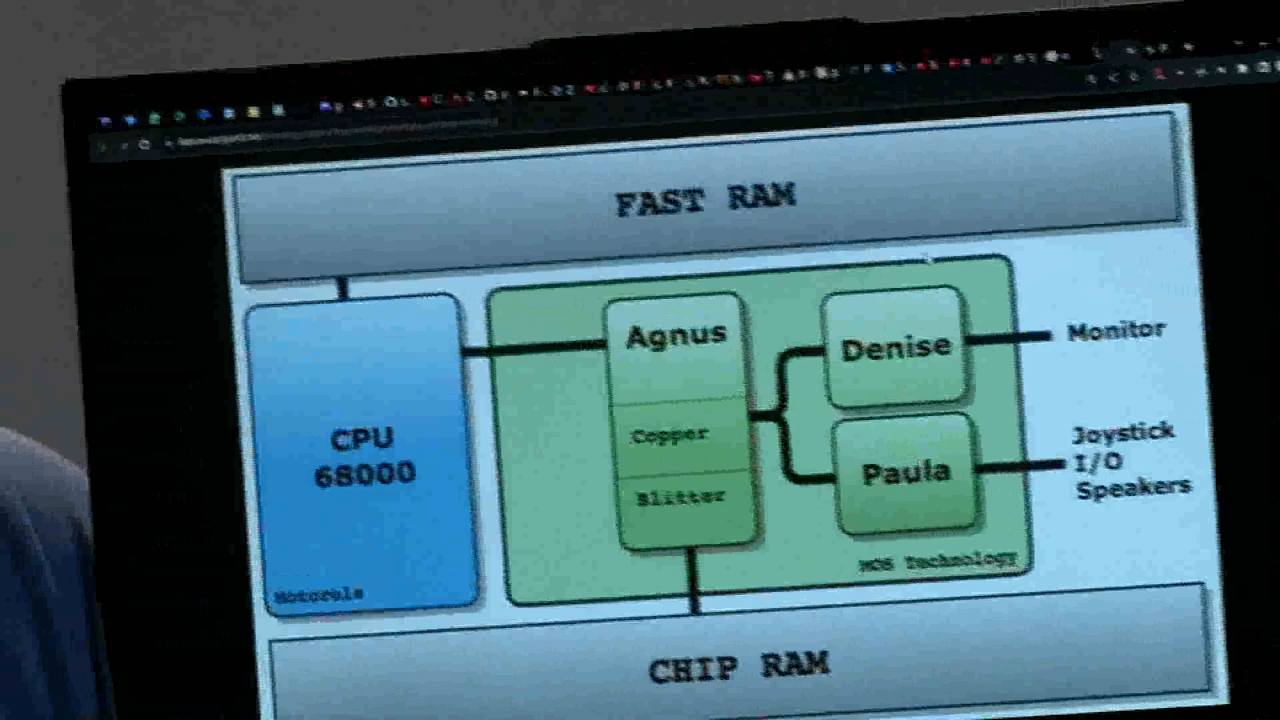 FAST RAM
Agnus
Denise
Monitor
CPU
68000
Copper
Blitter
Paula
Joystick
I/O
Speakers
Motorola
MOS Technology
CHIP RAM